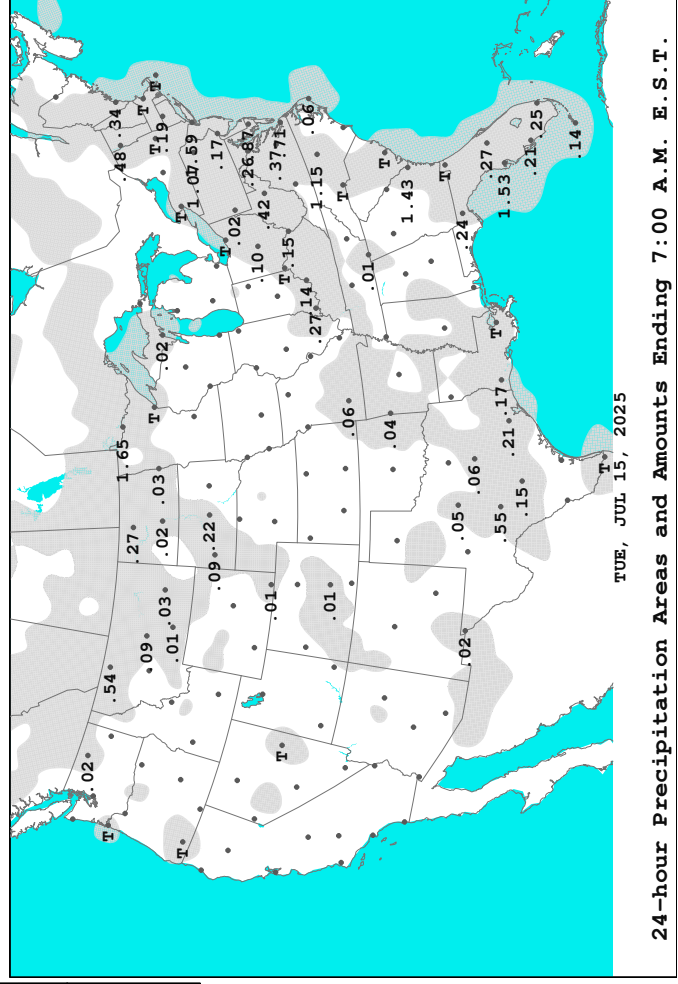 .02
T
.54
1.65
.48
.34
.27
T
.09
T
T
T
.03
.02
.02
.19
.03
.01
T
T
1.07
.59
.22
.09
.17
T
.02
.26
.87
.10
.42
.01
.37
.71
T
T
.15
.14
.06
.27
1.15
.01
T
.06
.01
T
.04
1.43
T
.05
.24
.02
.06
.27
T
.55
.17
1.53
.21
.15
.21
.25
.14
T
TUE, JUL 15, 2025
24-hour Precipitation Areas and Amounts Ending 7:00 A.M. E.S.T.